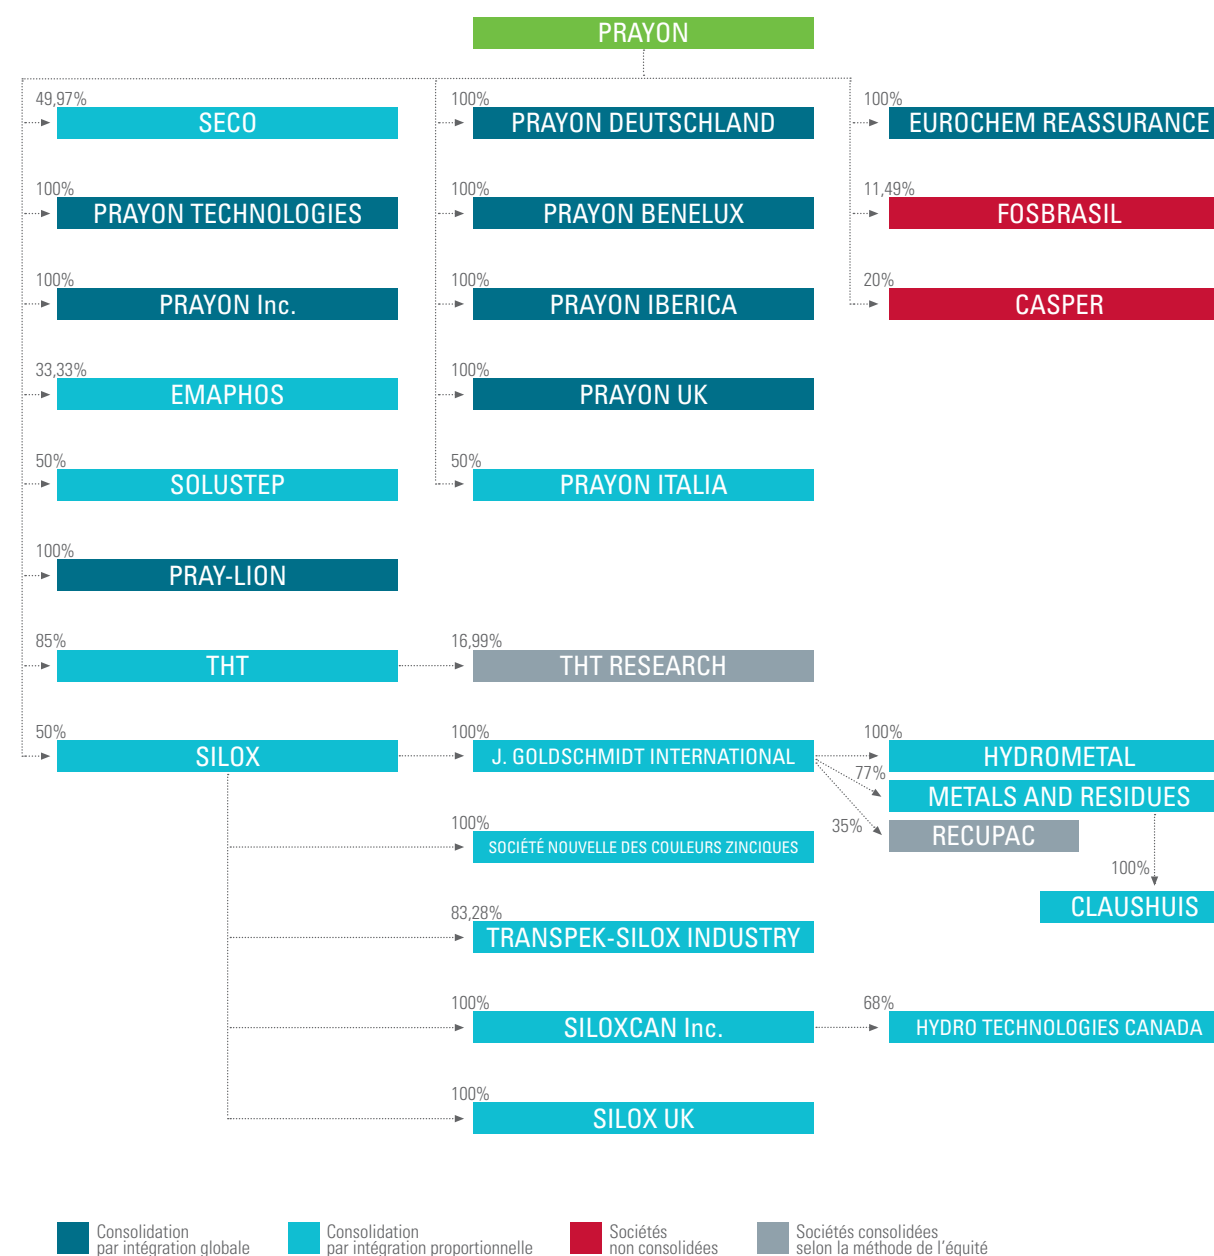 PRAYON
49,97%
SECO
100%
PRAYON DEUTSCHLAND
100%
EUROCHEM REASSURANCE
100%
PRAYON TECHNOLOGIES
100%
PRAYON BENELUX
11,49%
FOSBRASIL
100%
PRAYON Inc.
100%
PRAYON IBERICA
20%
CASPER
33,33%
EMAPHOS
100%
PRAYON UK
50%
SOLUSTEP
50%
PRAYON ITALIA
100%
PRAY-LION
85%
THT
16,99%
THT RESEARCH
50%
SILOX
100%
J. GOLDSCHMIDT INTERNATIONAL
100%
HYDROMETAL
77%
METALS AND RESIDUES
35%
RECUPAC
100%
CLAUSHUIS
100%
SOCIÉTÉ NOUVELLE DES COULEURS ZINCIQUES
83,28%
TRANSPEK-SILOX INDUSTRY
100%
SILOXCAN Inc.
68%
HYDRO TECHNOLOGIES CANADA
100%
SILOX UK
Consolidation
par intégration globale
Consolidation
par intégration proportionnelle
Sociétés
non consolidées
Sociétés consolidées
selon la méthode de l'équité